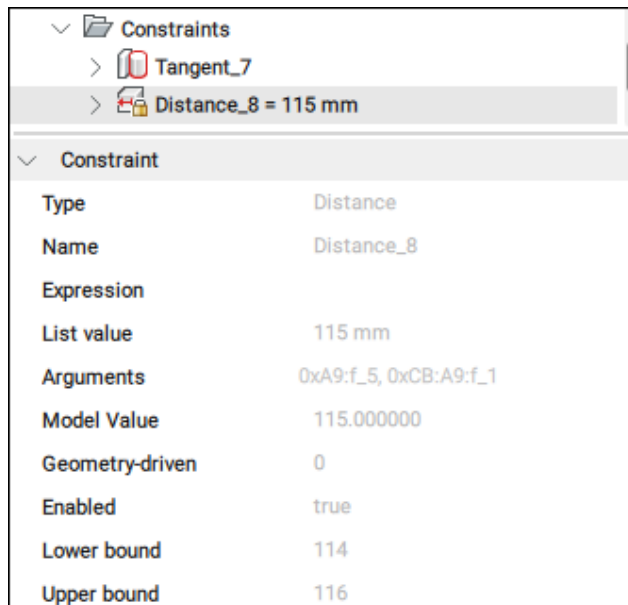 Constraints
Tangent_7
Distance_8 = 115 mm
Constraint
Type Distance
Name Distance_8
Expression
List value 115 mm
Arguments 0xA9:f_5, 0xCB:A9:f_1
Model Value 115.000000
Geometry-driven 0
Enabled true
Lower bound 114
Upper bound 116